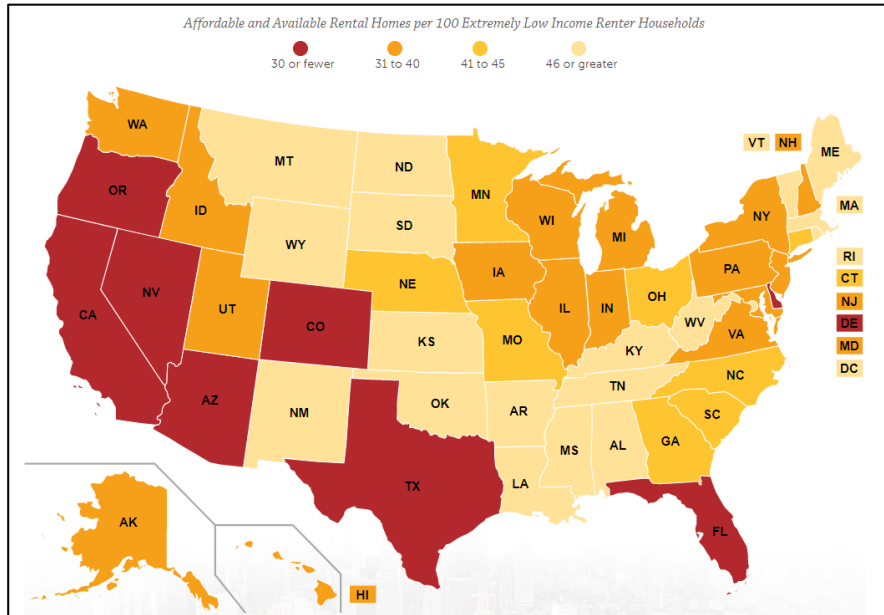 Affordable and Available Rental Homes per 100 Extremely Low Income Renter Households
30 or fewer
31 to 40
41 to 45
46 or greater
WA
MT
ND
MN
VT
NH
ME
OR
ID
WY
SD
WI
MI
NY
MA
CA
NV
UT
CO
NE
IA
IL
IN
OH
PA
RI
CT
NJ
DE
MD
DC
KS
MO
KY
WV
VA
AZ
NM
OK
AR
TN
NC
SC
TX
LA
MS
AL
GA
FL
AK
HI